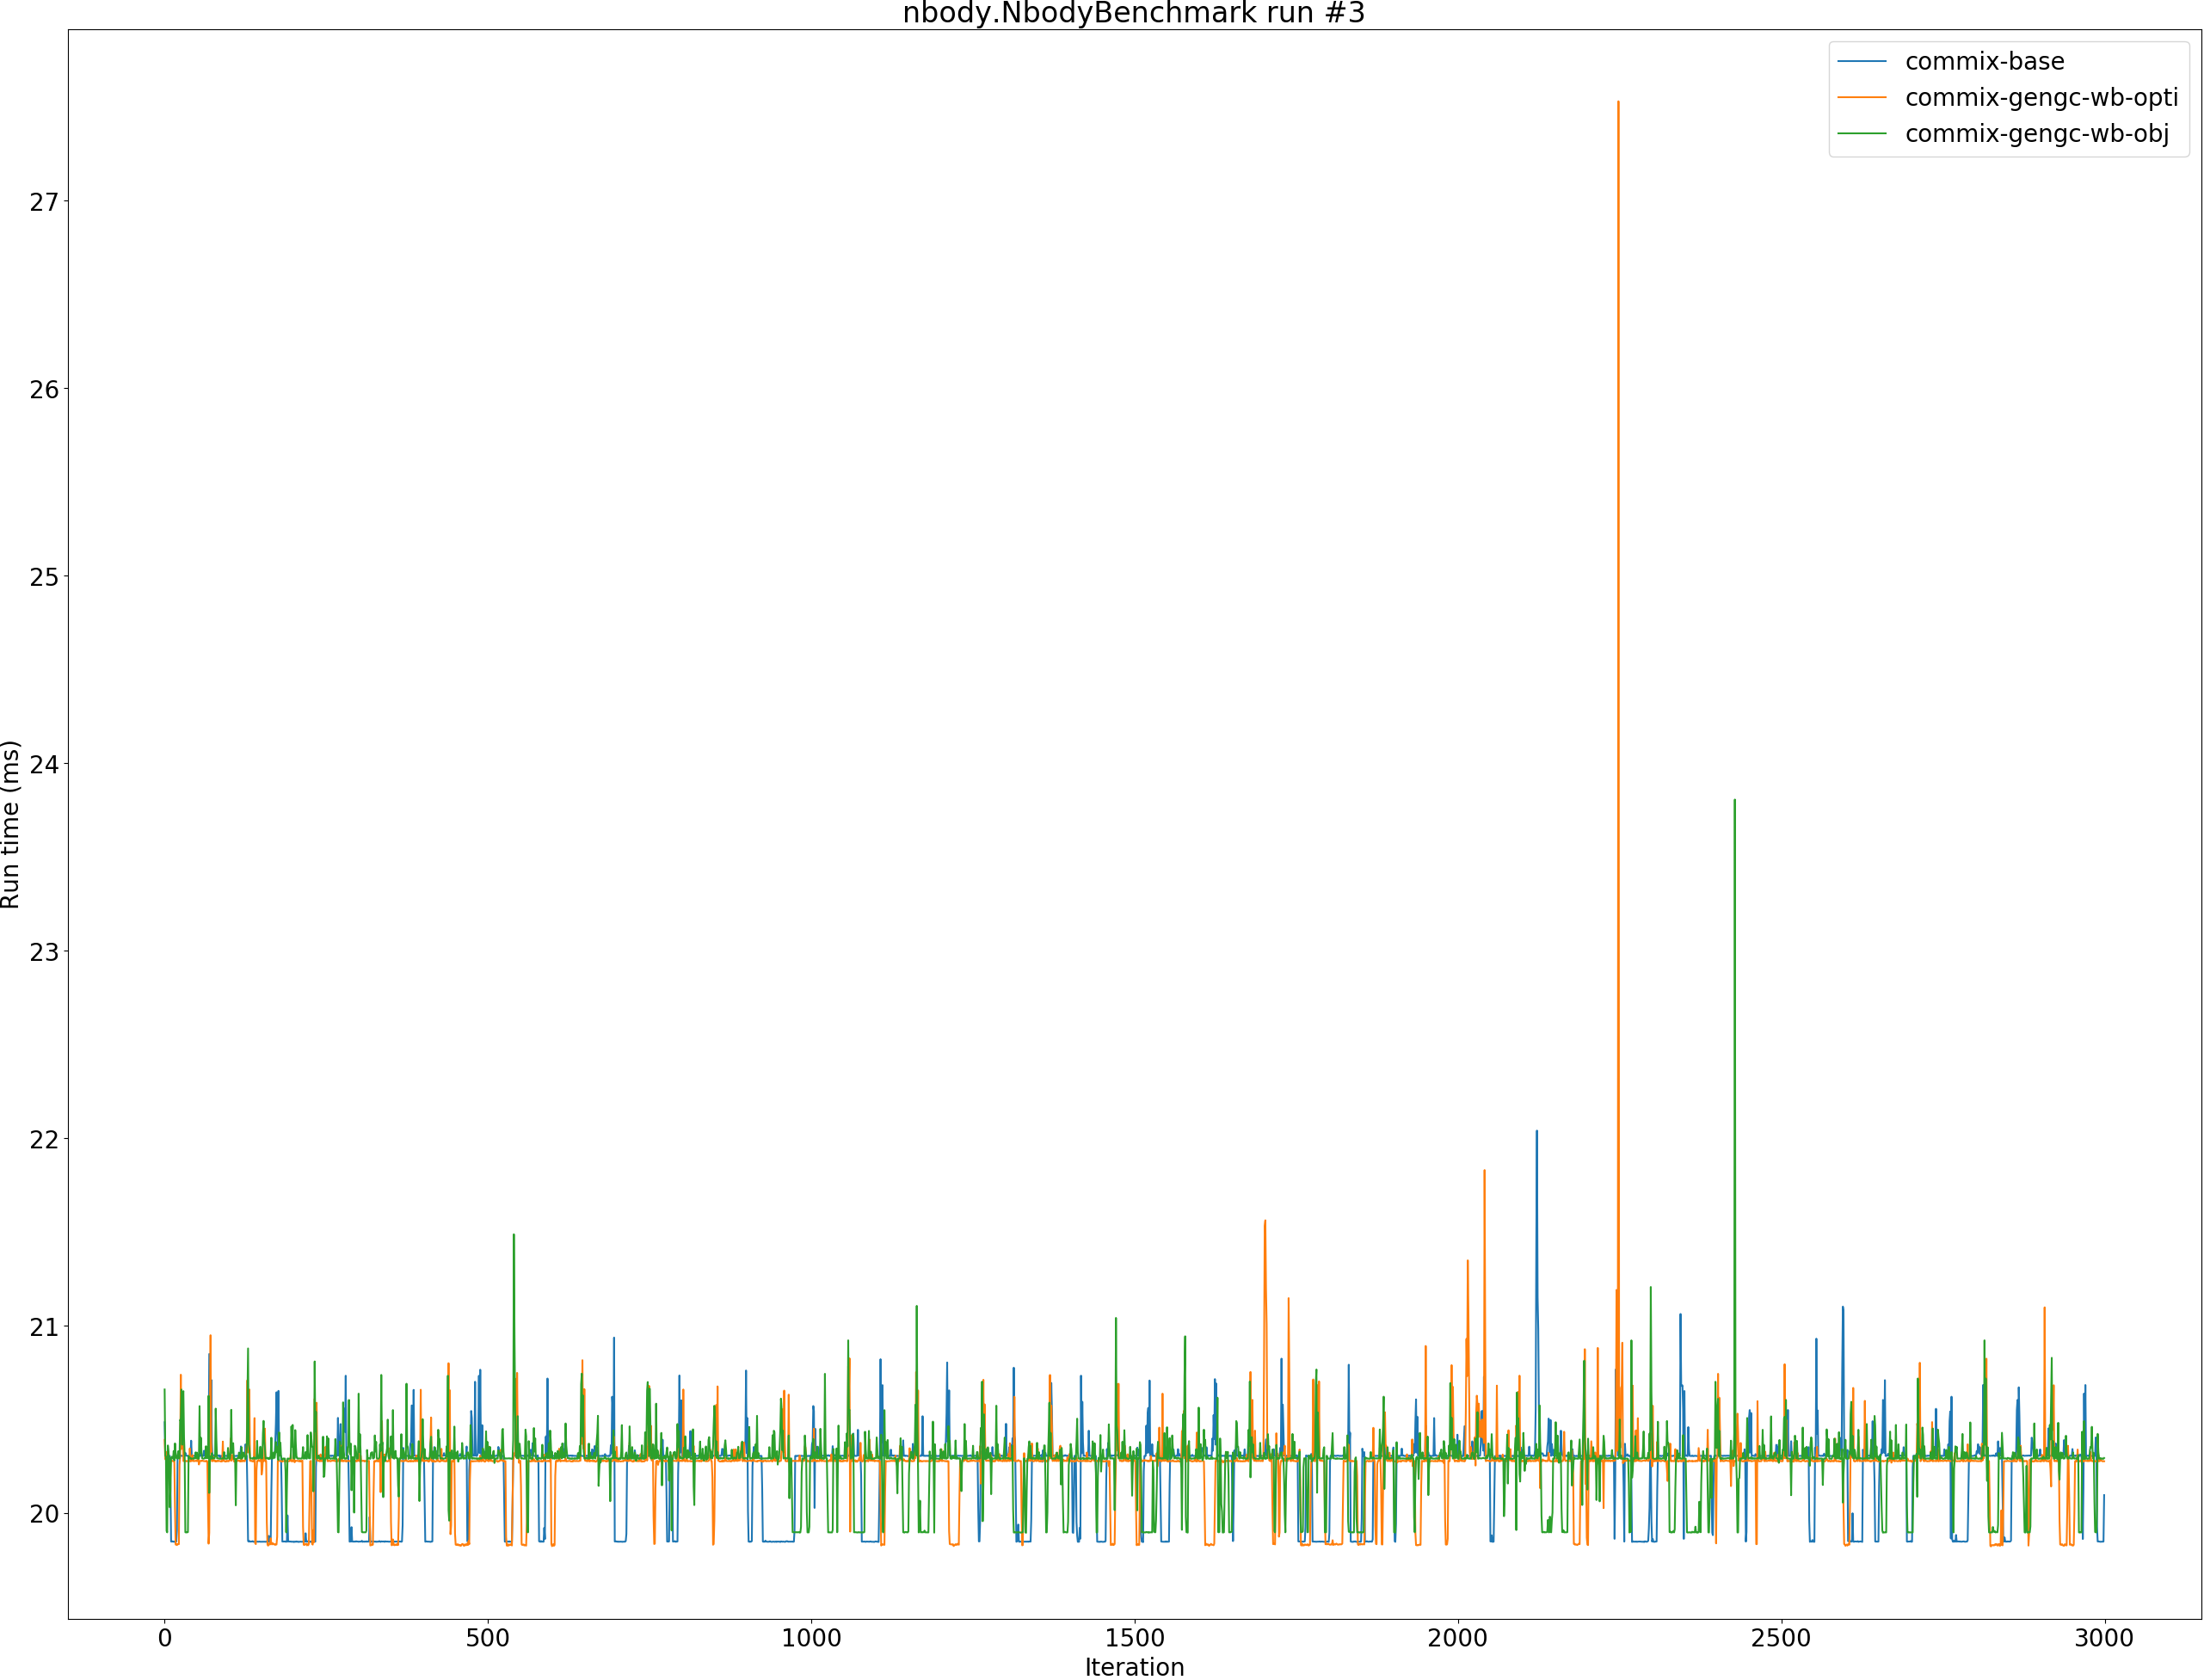 nbody.NbodyBenchmark run #3
commix-base
commix-gengc-wb-opti
commix-gengc-wb-obj
27
26
25
24
23
22
21
20
Run time (ms)
0 500 1000 1500 2000 2500 3000
Iteration